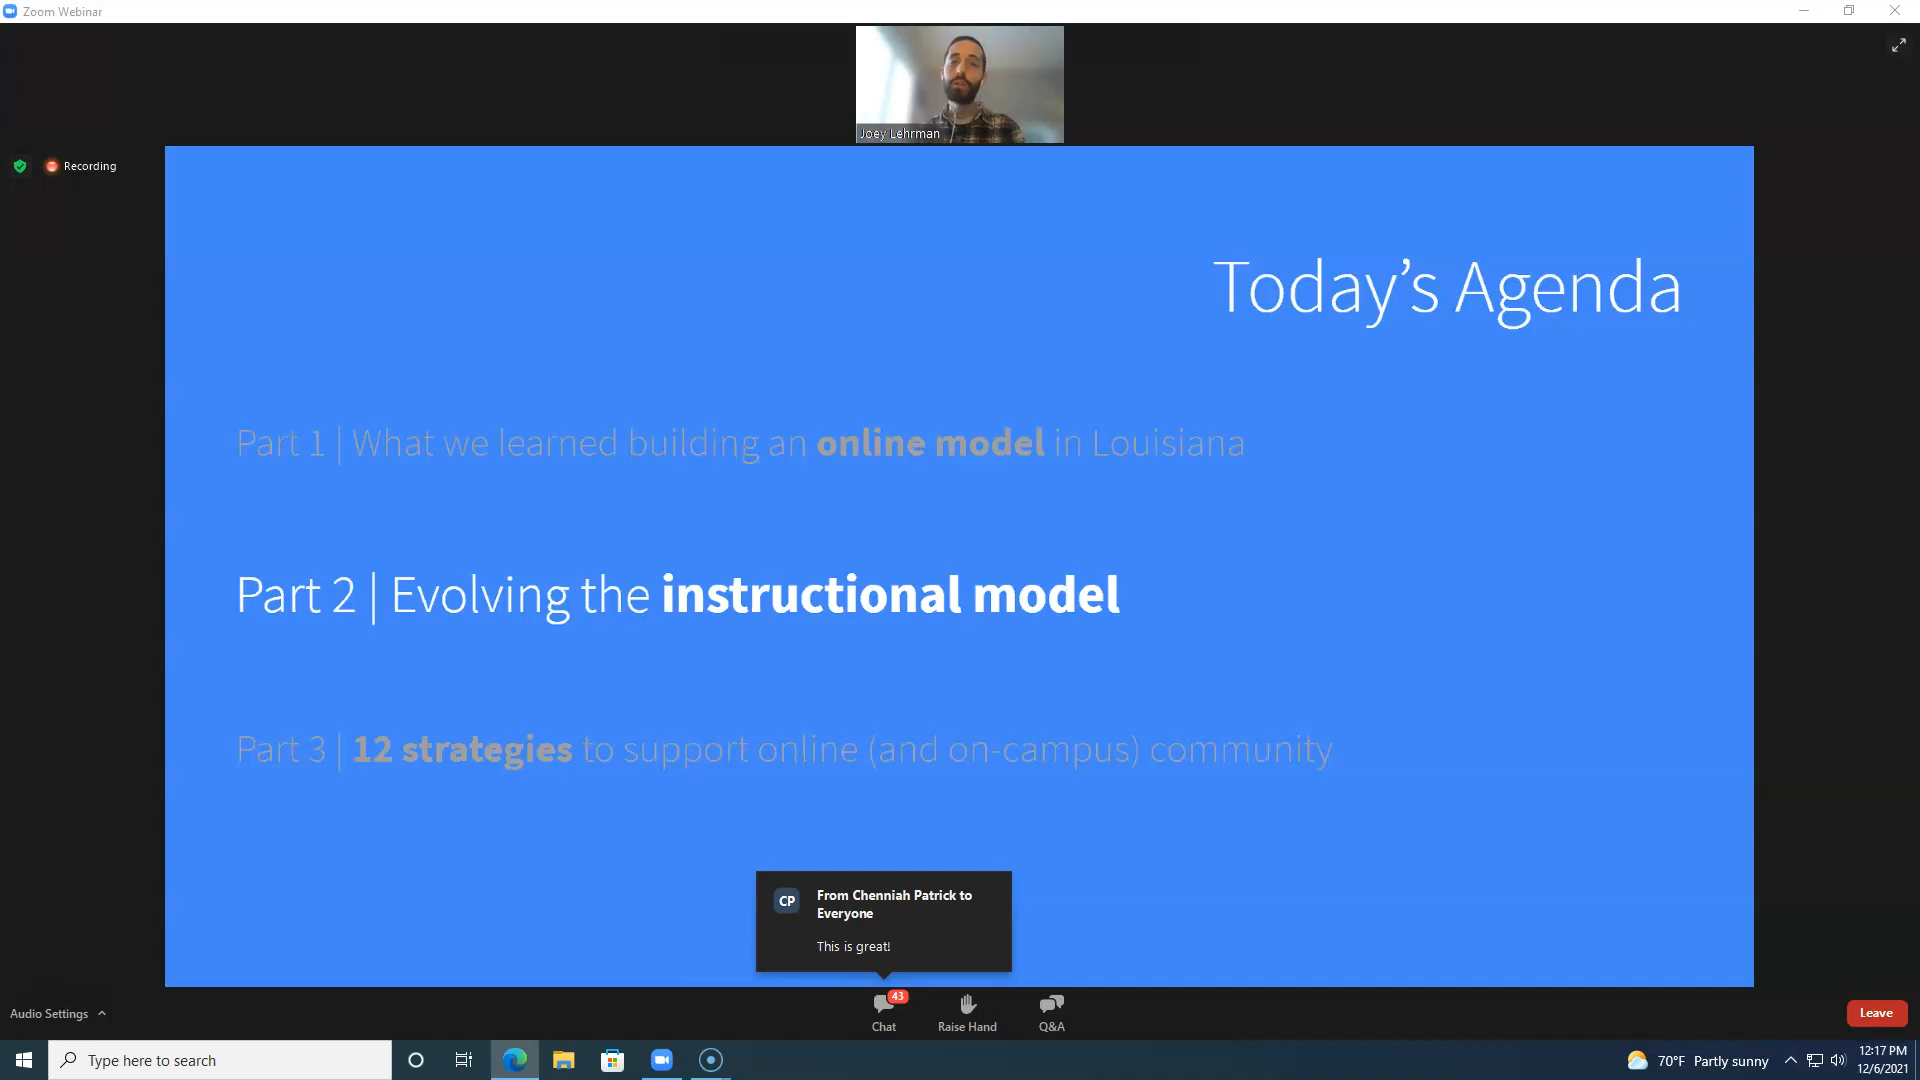 Zoom Webinar
Joey Lehrman
Recording
Today’s Agenda
Part 1 | What we learned building an online model in Louisiana
Part 2 | Evolving the instructional model
Part 3 | 12 strategies to support online (and on-campus) community
CP
From Chenniah Patrick to
Everyone
This is great!
Audio Settings
43
Chat
Raise Hand
Q&A
Leave
Type here to search
70°F Partly sunny
12:17 PM
12/6/2021